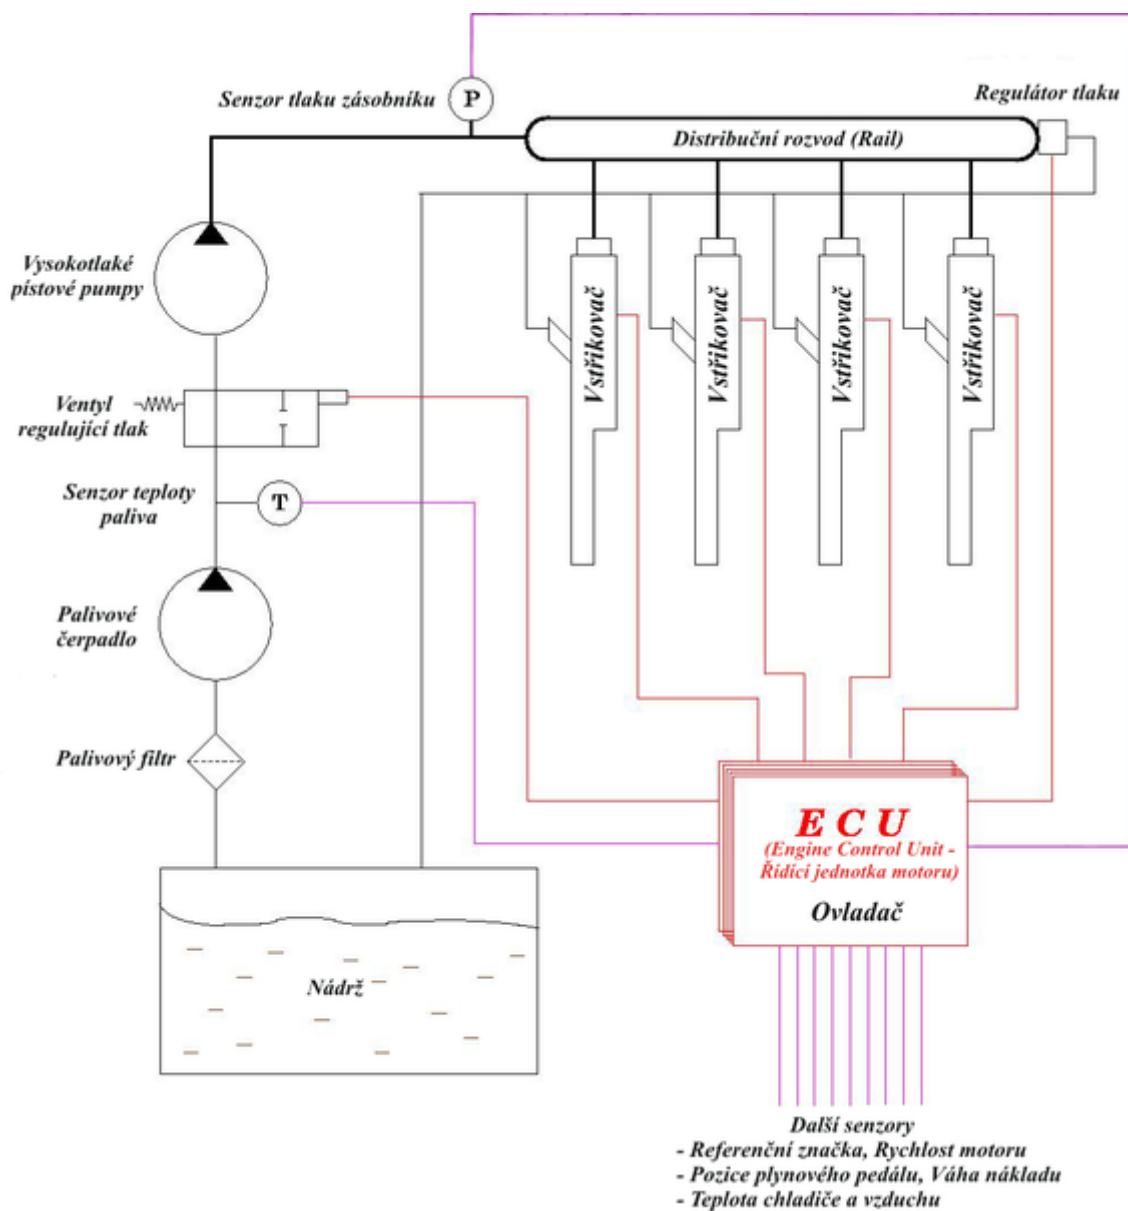 Senzor tlaku zásobníku
P
Regulátor tlaku
Distribuční rozvod (Rail)
Vysokotlaké
pístové pumpy
Vstřikovač
Vstřikovač
Vstřikovač
Vstřikovač
Ventyl
regulující tlak
Senzor teploty
paliva
T
Palivové
čerpadlo
Palivový filtr
E C U
(Engine Control Unit -
Řídící jednotka motoru)
Ovladač
Nádrž
Další senzory
- Referenční značka, Rychlost motoru
- Pozice plynového pedálu, Váha nákladu
- Teplota chladiče a vzduchu